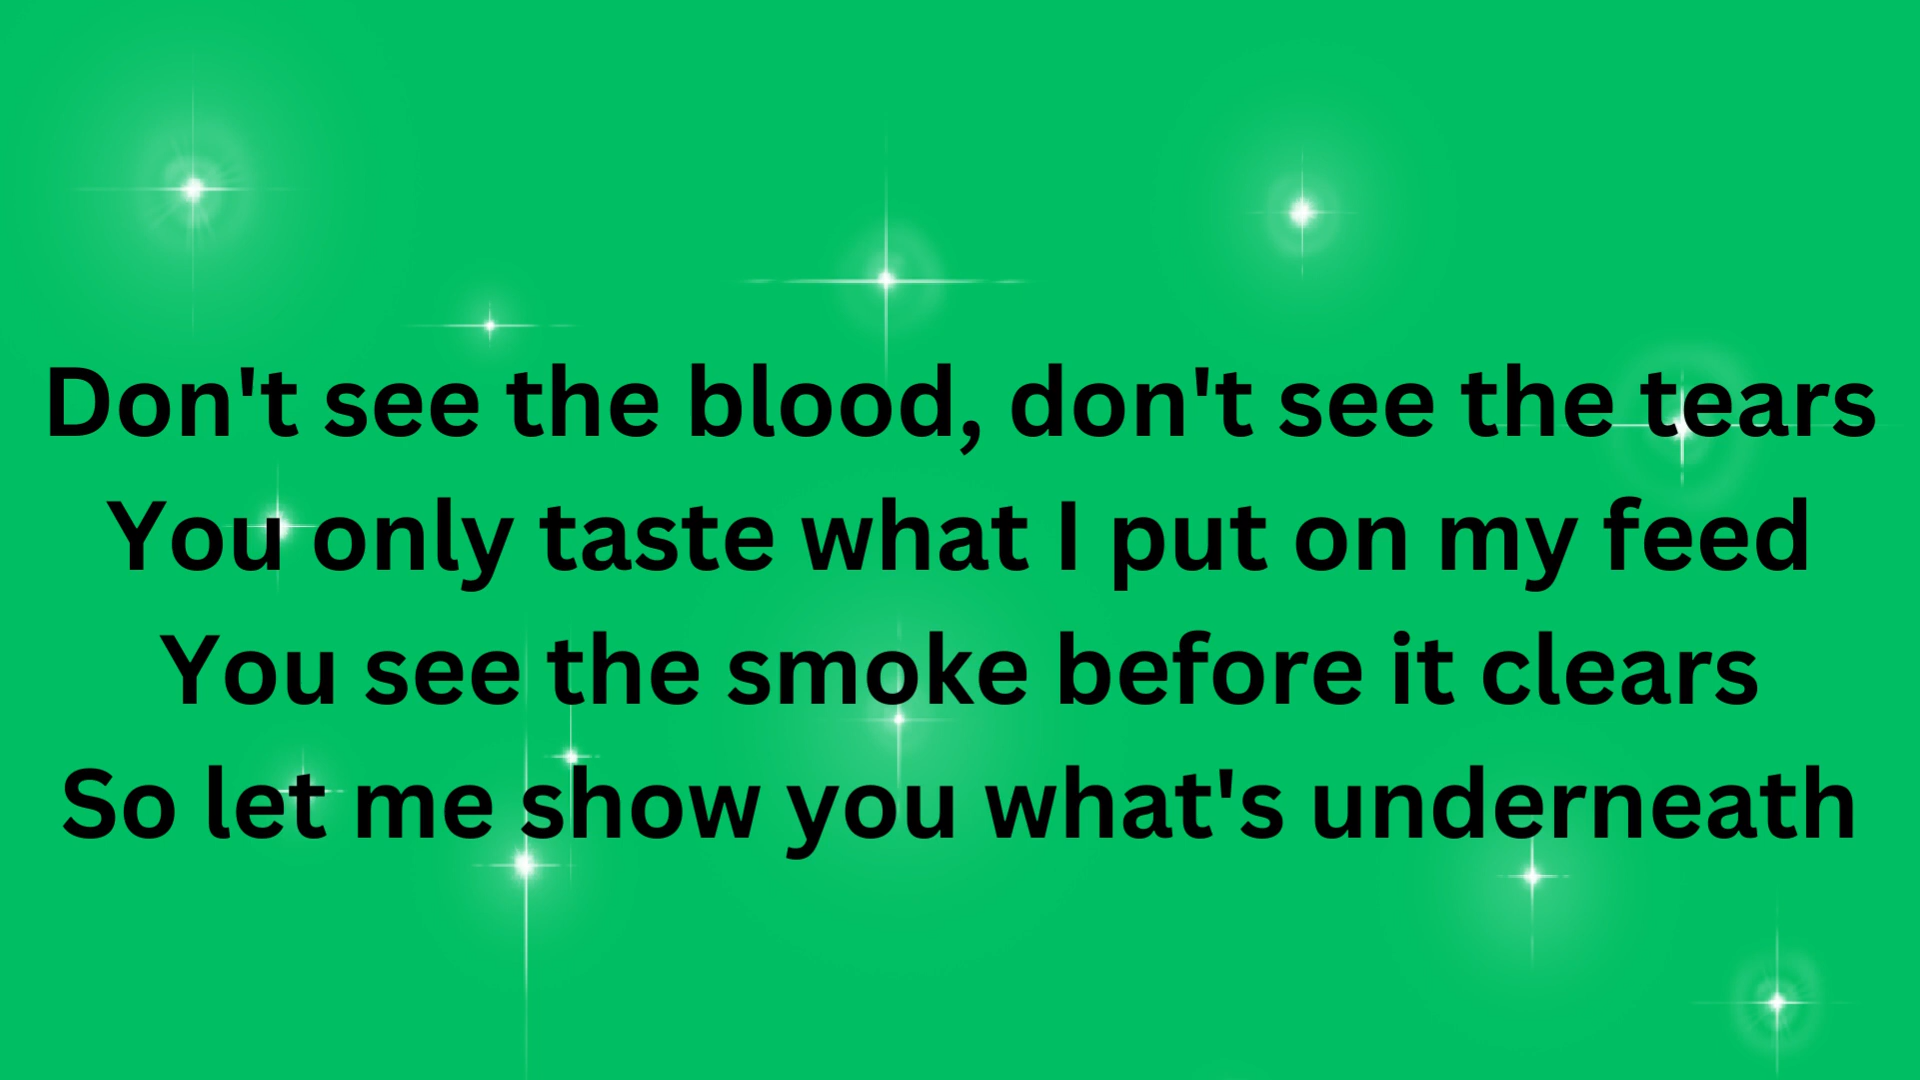 Don't see the blood, don't see the tears
You only taste what I put on my feed
You see the smoke before it clears
So let me show you what's underneath